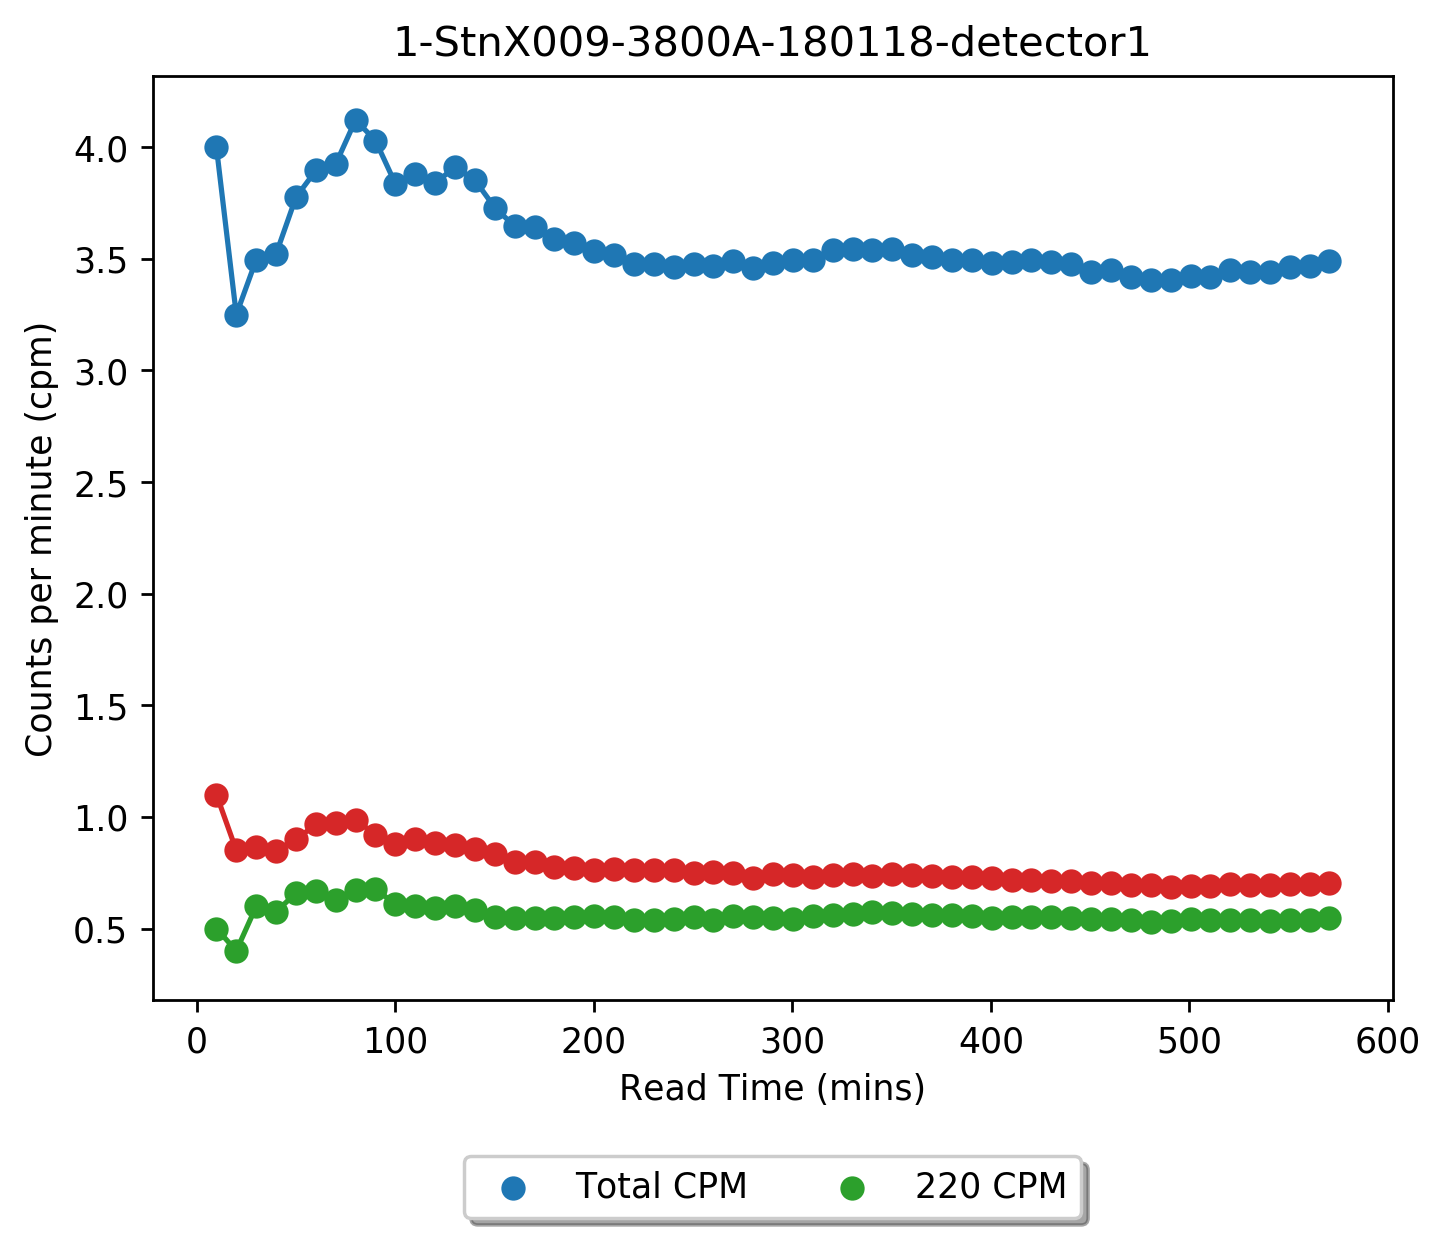 1-StnX009-3800A-180118-detector1
4.0
3.5
3.0
2.5
2.0
1.5
1.0
0.5
Counts per minute (cpm)
0 100 200 300 400 500 600
Read Time (mins)
Total CPM 220 CPM